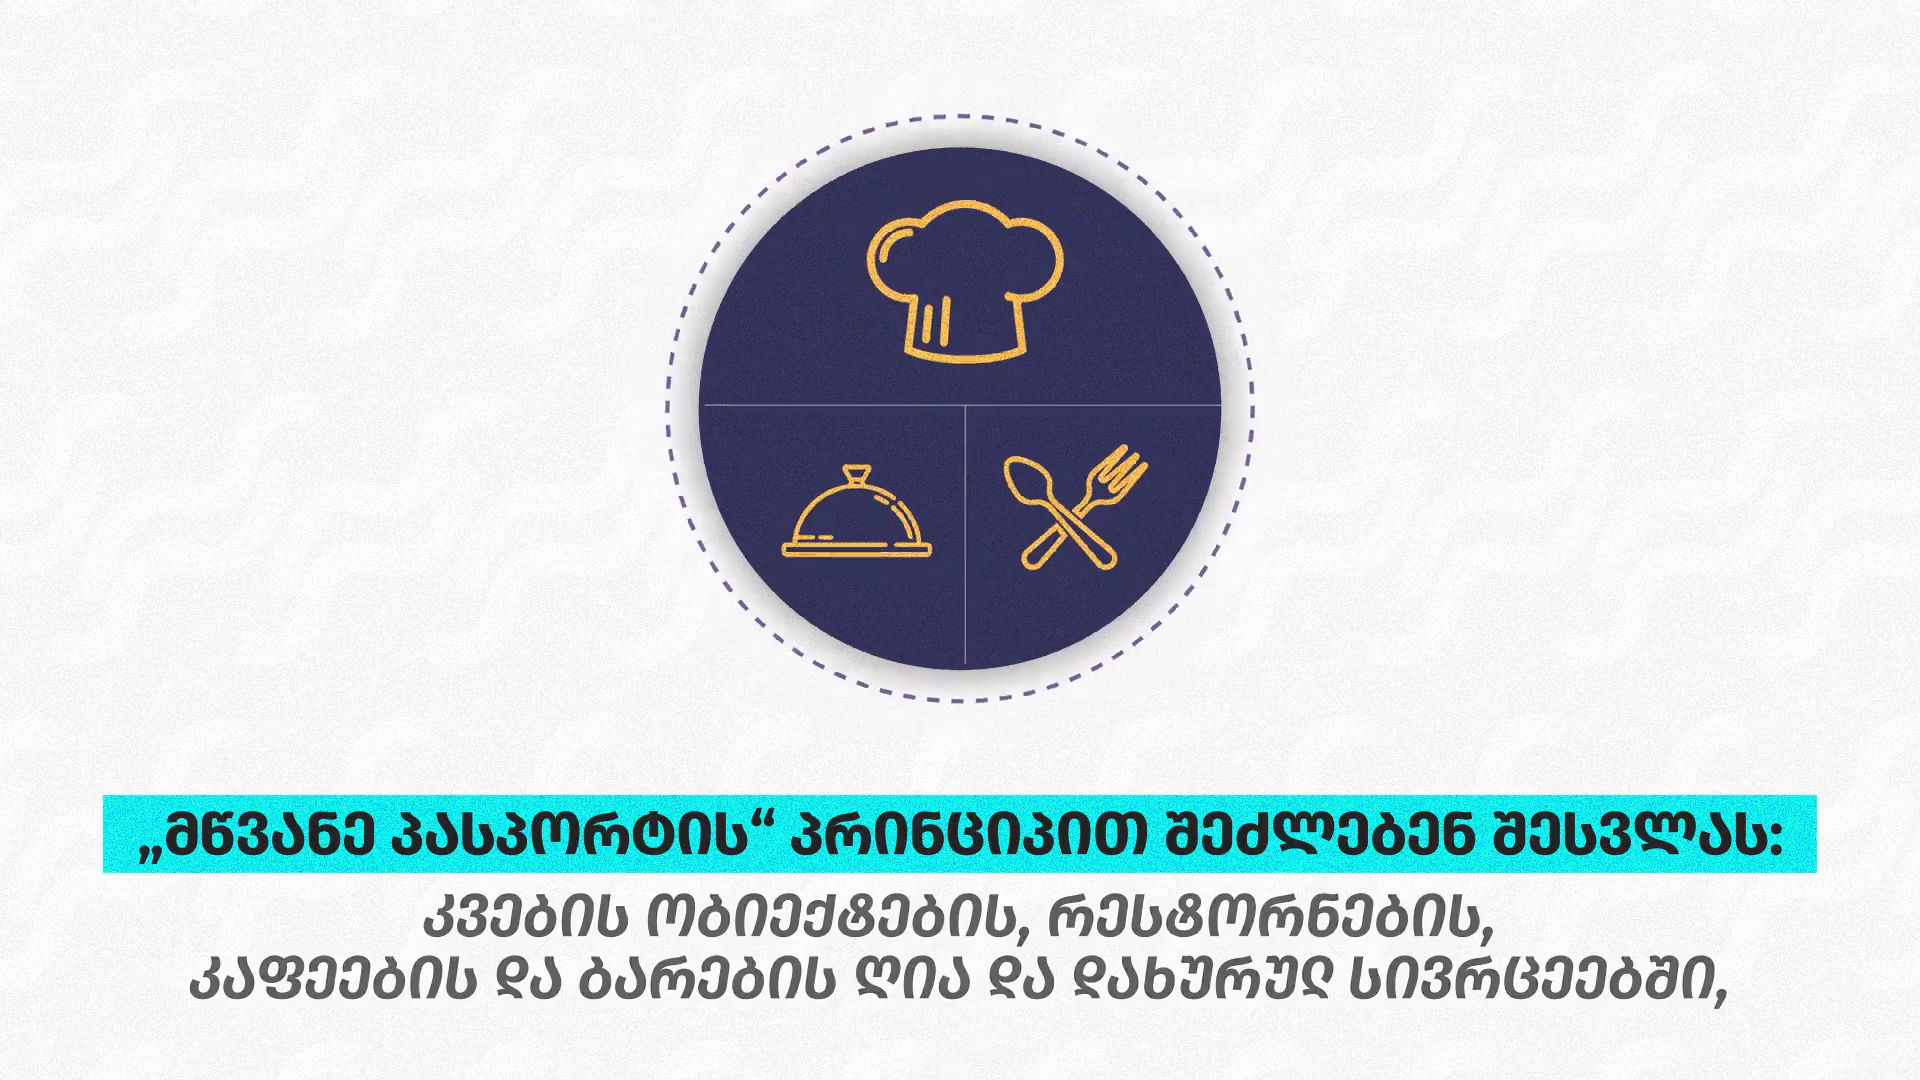 „მწვანე პასპორტის“ პრინციპით შეძლებენ შესვლას:
კვების ობიექტების, რესტორნების,
კაფეების და ბარების ღია და დახურულ სივრცეებში,